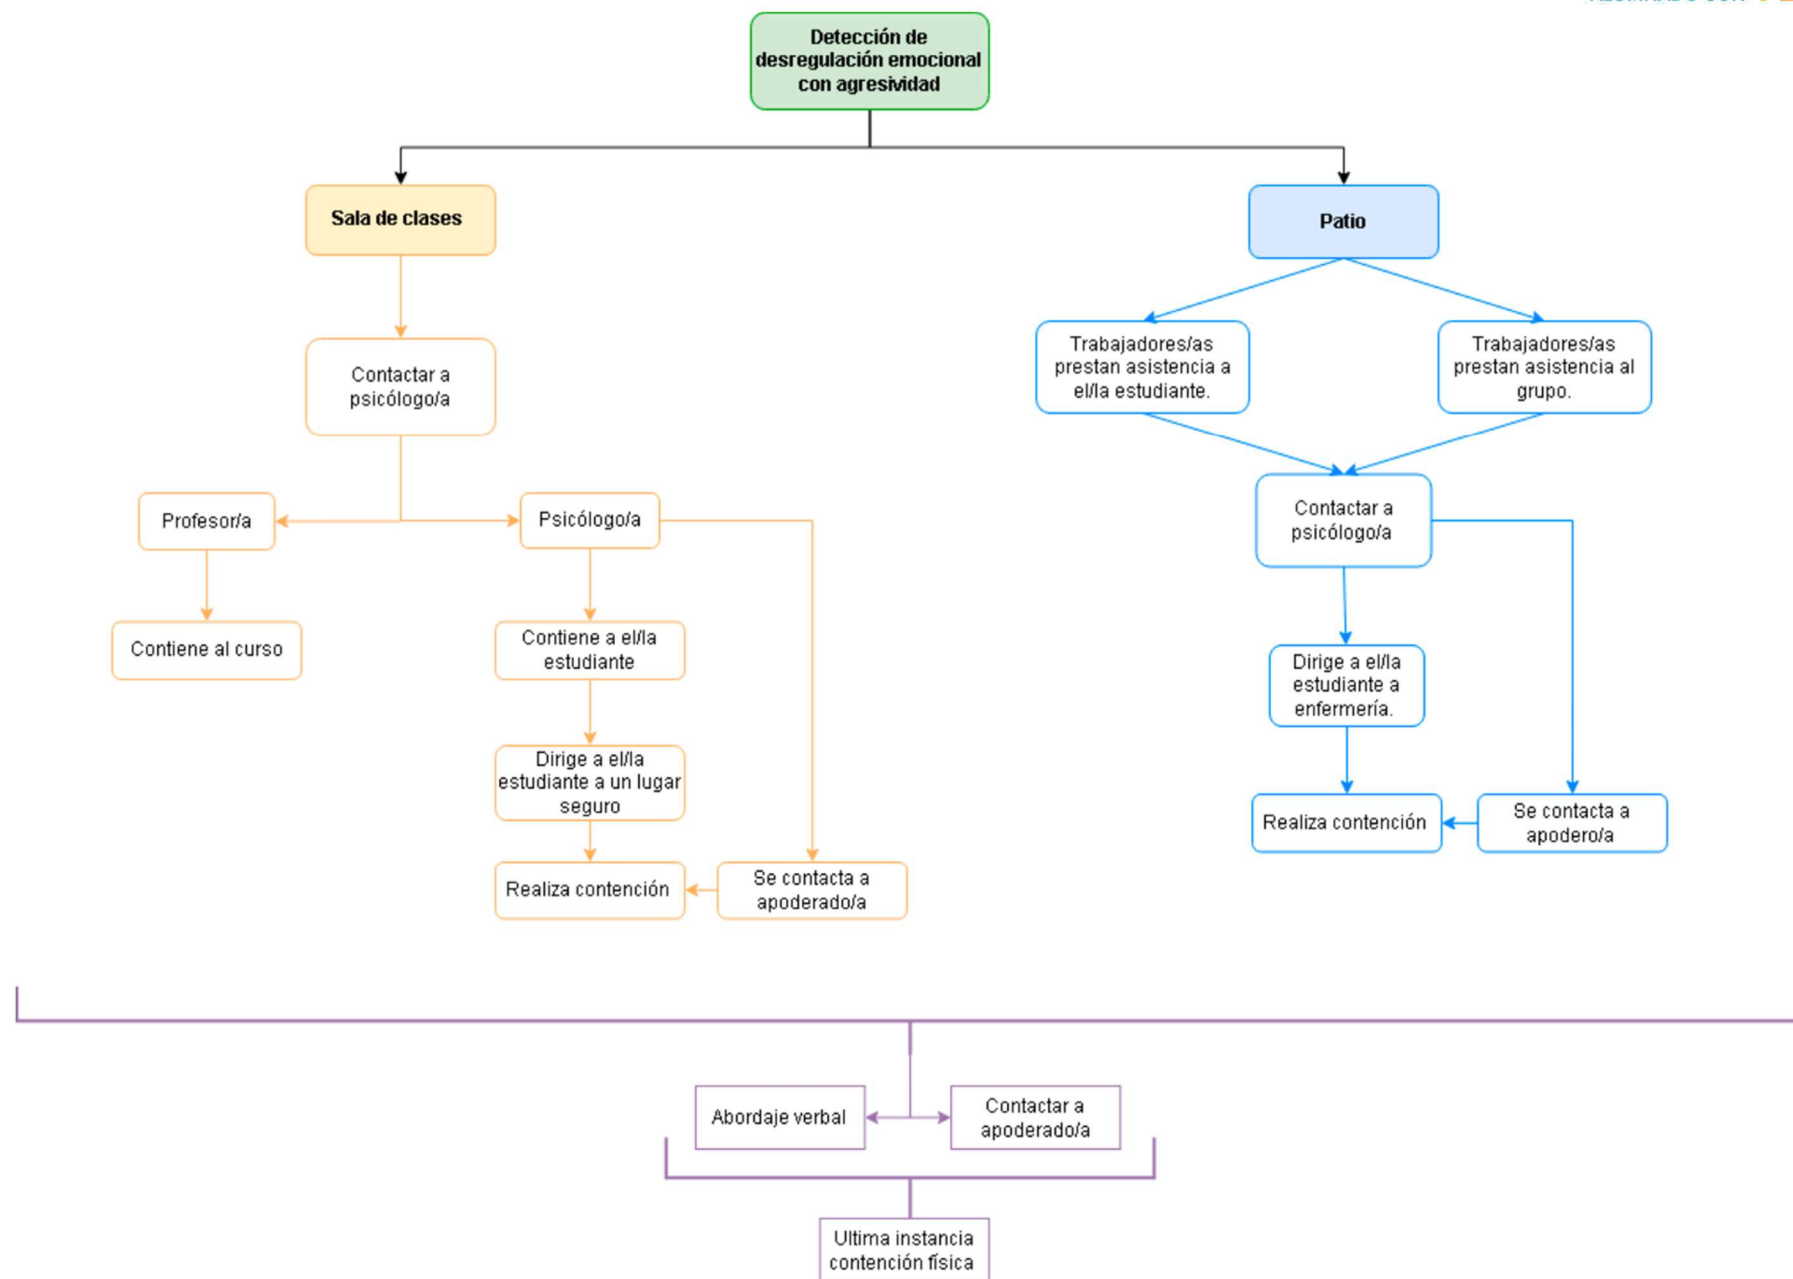 Detección de
desregulación emocional
con agresividad
Sala de clases
Patio
Contactar a
psicólogo/a
Trabajadores/as
prestan asistencia a
el/la estudiante.
Trabajadores/as
prestan asistencia al
grupo.
Profesor/a
Psicólogo/a
Contactar a
psicólogo/a
Contiene al curso
Contiene a el/la
estudiante
Dirige a el/la
estudiante a
enfermería.
Dirige a el/la
estudiante a un lugar
seguro
Realiza contención
Se contacta a
apodero/a
Realiza contención
Se contacta a
apoderado/a
Abordaje verbal
Contactar a
apoderado/a
Ultima instancia
contención física